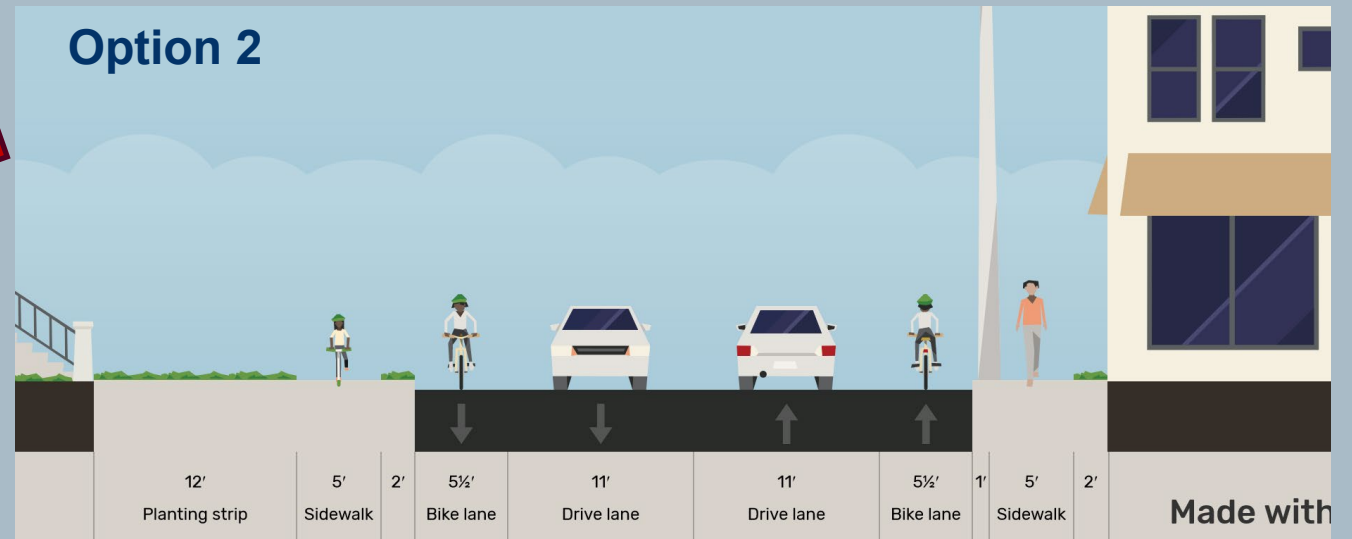 Option 2
12′ 5′ 2′ 5½′ 11′ 11′ 5½′ 1′ 5′ 2′
Planting strip Sidewalk Bike lane Drive lane Drive lane Bike lane Sidewalk
Made with